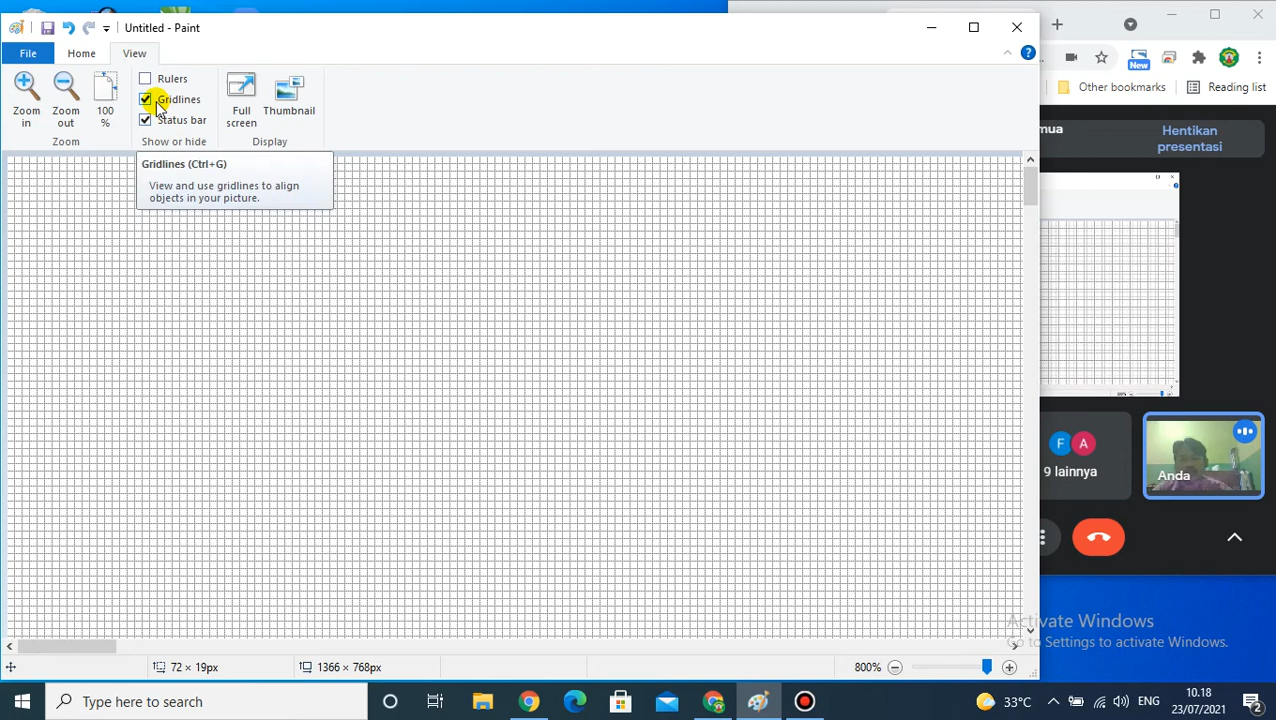 Untitled - Paint
File
Home
View
Zoom in
Zoom out
100 %
Rulers
Gridlines
Status bar
Full screen
Thumbnail
Zoom
Show or hide
Display
Gridlines (Ctrl+G)
View and use gridlines to align
objects in your picture.
New
Other bookmarks
Reading list
mua
Hentikan
presentasi
F
A
9 lainnya
Anda
Activate Windows
Go to Settings to activate Windows.
72 × 19px
1366 × 768px
800%
Type here to search
33°C
ENG
10.18
23/07/2021
2